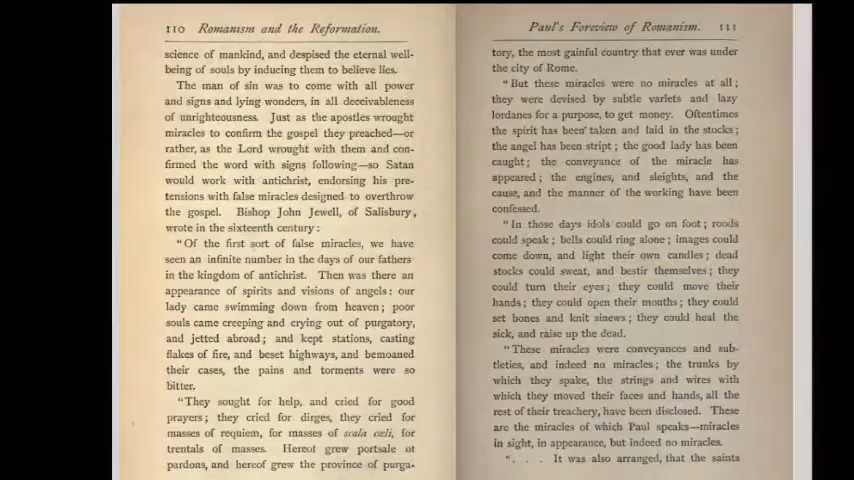 110 Romanism and the Reformation.
science of mankind, and despised the eternal well-
being of souls by inducing them to believe lies.
The man of sin was to come with all power
and signs and lying wonders, in all deceivableness
of unrighteousness. Just as the apostles wrought
miracles to confirm the gospel they preached—or
rather, as the Lord wrought with them and con-
firmed the word with signs following—so Satan
would work with antichrist, endorsing his pre-
tensions with false miracles designed to overthrow
the gospel. Bishop John Jewell, of Salisbury,
wrote in the sixteenth century:
"Of the first sort of false miracles, we have
seen an infinite number in the days of our fathers
in the kingdom of antichrist. Then was there an
appearance of spirits and visions of angels: our
lady came swimming down from heaven; poor
souls came creeping and crying out of purgatory,
and jetted abroad; and kept stations, casting
flakes of fire, and beset highways, and bemoaned
their cases, the pains and torments were so
bitter.
"They sought for help, and cried for good
prayers; they cried for dirges, they cried for
masses of requiem, for masses of scala cœli, for
trentals of masses. Hereof grew portsale of
pardons, and hereof grew the province of purga-
Paul's Foreview of Romanism. 111
tory, the most gainful country that ever was under
the city of Rome.
"But these miracles were no miracles at all;
they were devised by subtle varlets and lazy
lordanes for a purpose, to get money. Oftentimes
the spirit has been taken and laid in the stocks;
the angel has been stript; the good lady has been
caught; the conveyance of the miracle has
appeared; the engines, and sleights, and the
cause, and the manner of the working have been
confessed.
"In those days idols could go on foot; roods
could speak; bells could ring alone; images could
come down, and light their own candles; dead
stocks could sweat, and bestir themselves; they
could turn their eyes; they could move their
hands; they could open their mouths; they could
set bones and knit sinews; they could heal the
sick, and raise up the dead.
"These miracles were conveyances and sub-
tleties, and indeed no miracles; the trunks by
which they spake, the strings and wires with
which they moved their faces and hands, all the
rest of their treachery, have been disclosed. These
are the miracles of which Paul speaks—miracles
in sight, in appearance, but indeed no miracles.
". . . It was also arranged, that the saints